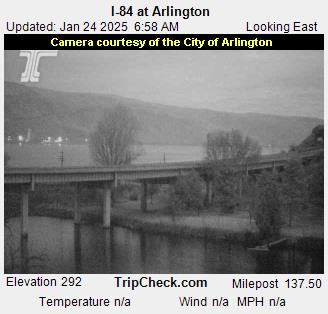 I-84 at Arlington
Updated: Jan 24 2025 6:58 AM Looking East
Camera courtesy of the City of Arlington
Elevation 292 TripCheck.com Milepost 137.50
Temperature n/a Wind n/a MPH n/a